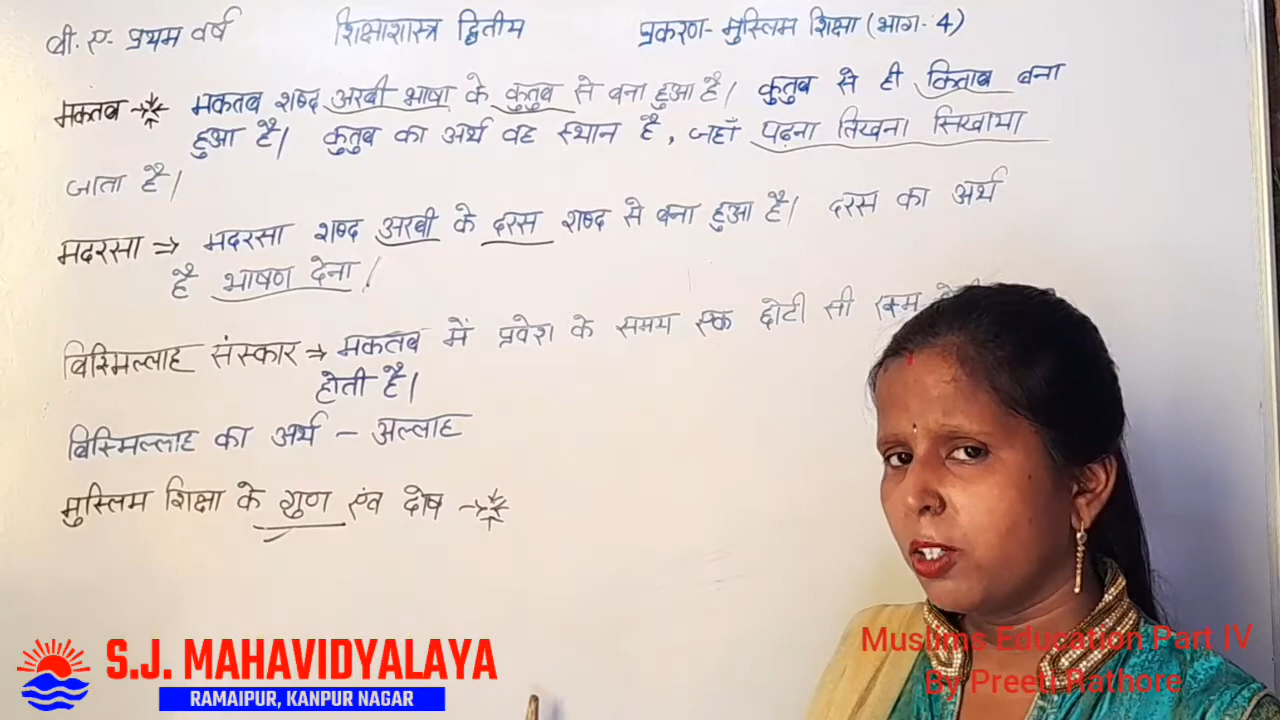 बी. ए. प्रथम वर्ष शिक्षाशास्त्र द्वितीय प्रकरण- मुस्लिम शिक्षा (भाग- 4)
मकतब → मकतब शब्द अरबी भाषा के कुतुब से बना हुआ है। कुतुब से ही किताब बना
हुआ है। कुतुब का अर्थ वह स्थान है, जहाँ पढ़ना लिखना सिखाया
जाता है।
मदरसा ⇒ मदरसा शब्द अरबी के दरस शब्द से बना हुआ है। दरस का अर्थ
है भाषण देना।
बिस्मिल्लाह संस्कार → मकतब में प्रवेश के समय एक छोटी सी रकम
होती है।
बिस्मिल्लाह का अर्थ – अल्लाह
मुस्लिम शिक्षा के गुण एंव दोष →
S.J. MAHAVIDYALAYA
RAMAIPUR, KANPUR NAGAR
Muslims Education Part IV
By Preeti Rathore